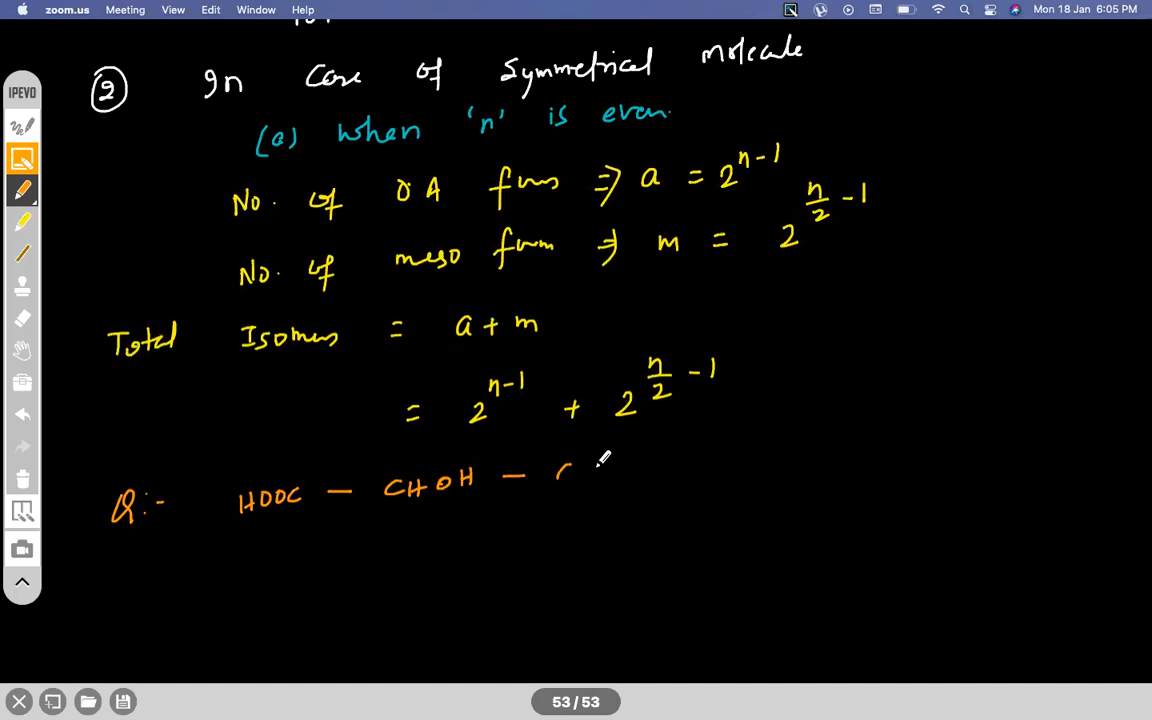 zoom.us Meeting View Edit Window Help Mon 18 Jan 6:05 PM
IPEVO
② In Case of Symmetrical molecule
(a) when 'n' is even.
No. of OA forms ⇒ a = 2^(n-1)
No. of meso form ⇒ m = 2^(n/2 - 1)
Total Isomers = a + m
= 2^(n-1) + 2^(n/2 - 1)
Q:- HOOC — CHOH — C
53/53